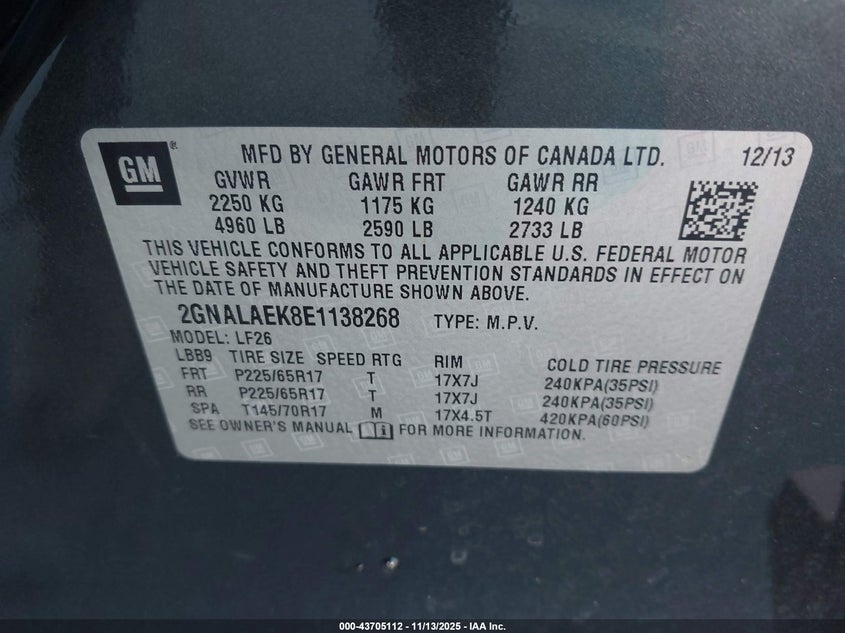 GM ® MFD BY GENERAL MOTORS OF CANADA LTD. 12/13
GVWR GAWR FRT GAWR RR
2250 KG 1175 KG 1240 KG
4960 LB 2590 LB 2733 LB
THIS VEHICLE CONFORMS TO ALL APPLICABLE U.S. FEDERAL MOTOR
VEHICLE SAFETY AND THEFT PREVENTION STANDARDS IN EFFECT ON
THE DATE OF MANUFACTURE SHOWN ABOVE.
2GNALAEK8E1138268 TYPE: M.P.V.
MODEL: LF26
LBB9 TIRE SIZE SPEED RTG RIM COLD TIRE PRESSURE
FRT P225/65R17 T 17X7J 240KPA(35PSI)
RR P225/65R17 T 17X7J 240KPA(35PSI)
SPA T145/70R17 M 17X4.5T 420KPA(60PSI)
SEE OWNER'S MANUAL i FOR MORE INFORMATION.
000-43705112 - 11/13/2025 - IAA Inc.